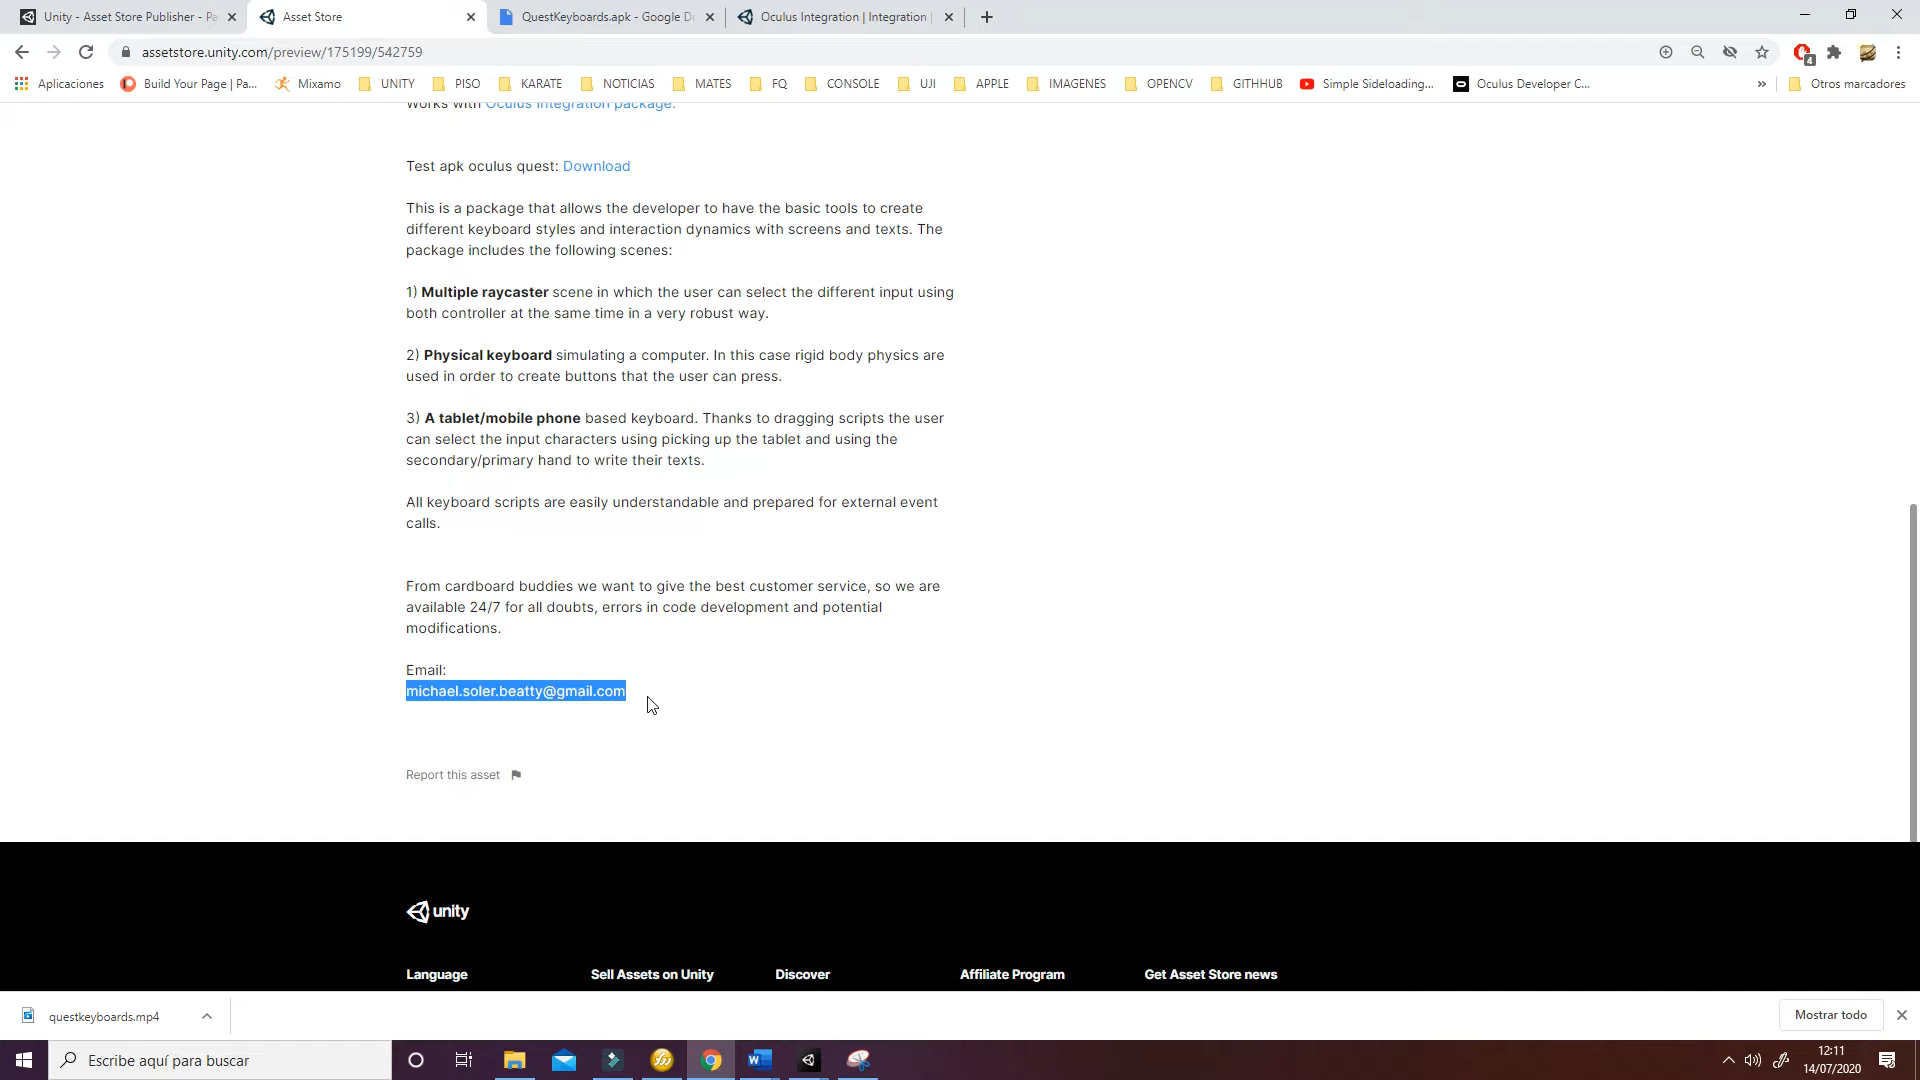 Unity - Asset Store Publisher - Pa
Asset Store
QuestKeyboards.apk - Google Dr
Oculus Integration | Integration
assetstore.unity.com/preview/175199/542759
4
Aplicaciones
Build Your Page | Pa...
Mixamo
UNITY
PISO
KARATE
NOTICIAS
MATES
FQ
CONSOLE
UJI
APPLE
IMAGENES
OPENCV
GITHHUB
Simple Sideloading...
Oculus Developer C...
»
Otros marcadores
Works with Oculus Integration package.
Test apk oculus quest: Download
This is a package that allows the developer to have the basic tools to create
different keyboard styles and interaction dynamics with screens and texts. The
package includes the following scenes:
1) Multiple raycaster scene in which the user can select the different input using
both controller at the same time in a very robust way.
2) Physical keyboard simulating a computer. In this case rigid body physics are
used in order to create buttons that the user can press.
3) A tablet/mobile phone based keyboard. Thanks to dragging scripts the user
can select the input characters using picking up the tablet and using the
secondary/primary hand to write their texts.
All keyboard scripts are easily understandable and prepared for external event
calls.
From cardboard buddies we want to give the best customer service, so we are
available 24/7 for all doubts, errors in code development and potential
modifications.
Email:
michael.soler.beatty@gmail.com
Report this asset
unity
Language
Sell Assets on Unity
Discover
Affiliate Program
Get Asset Store news
questkeyboards.mp4
Mostrar todo
Escribe aquí para buscar
12:11
14/07/2020